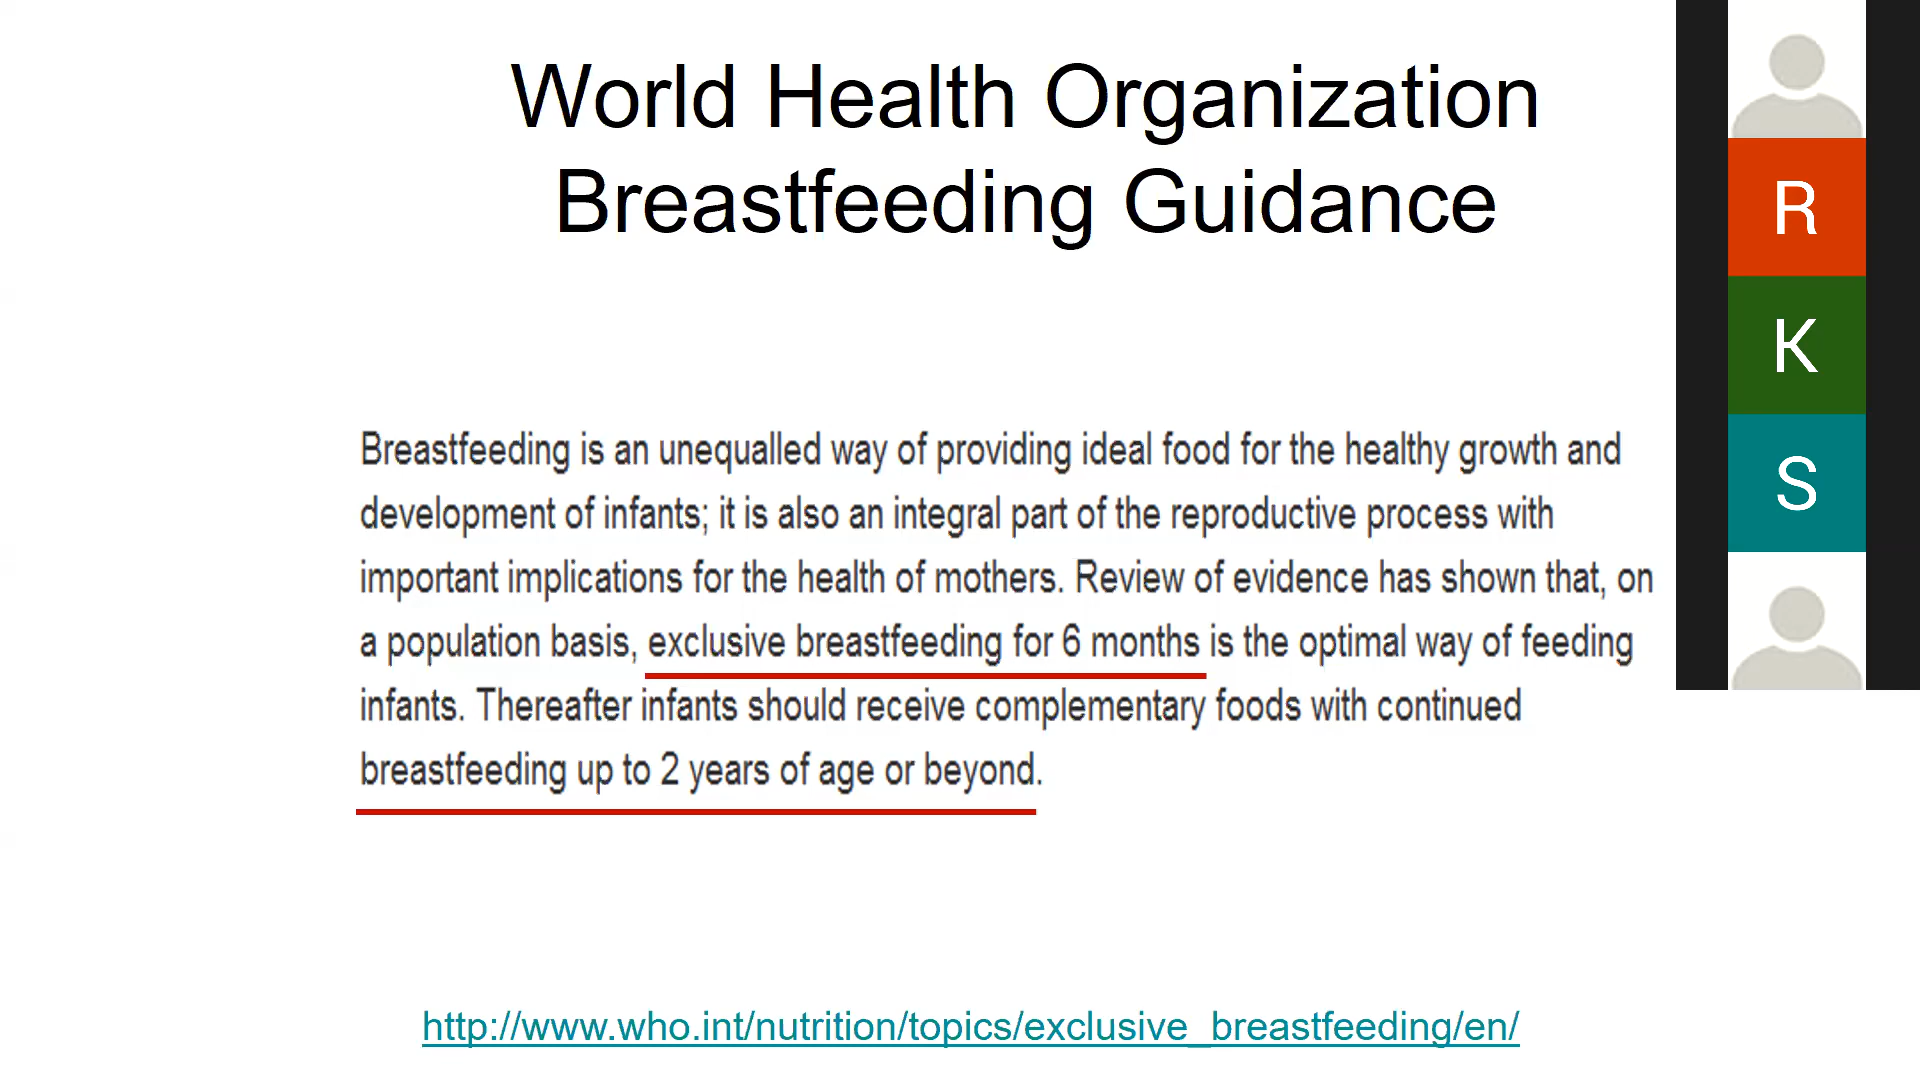 World Health Organization
Breastfeeding Guidance
Breastfeeding is an unequalled way of providing ideal food for the healthy growth and
development of infants; it is also an integral part of the reproductive process with
important implications for the health of mothers. Review of evidence has shown that, on
a population basis, exclusive breastfeeding for 6 months is the optimal way of feeding
infants. Thereafter infants should receive complementary foods with continued
breastfeeding up to 2 years of age or beyond.
http://www.who.int/nutrition/topics/exclusive_breastfeeding/en/
R
K
S